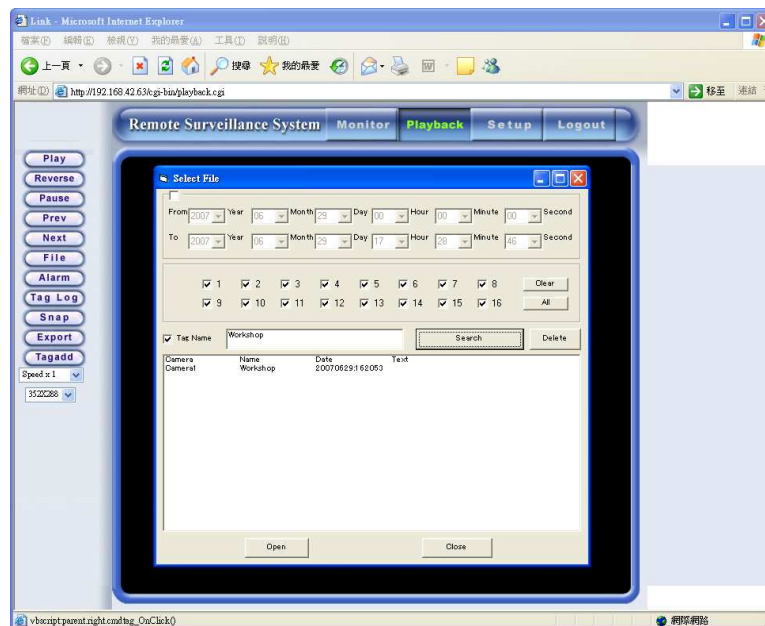 Link - Microsoft Internet Explorer
檔案(F) 編輯(E) 檢視(V) 我的最愛(A) 工具(T) 說明(H)
上一頁 搜尋 我的最愛
網址(D) http://192.168.42.63/cgi-bin/playback.cgi 移至 連結
Remote Surveillance System Monitor Playback Setup Logout
Play
Reverse
Pause
Prev
Next
File
Alarm
Tag Log
Snap
Export
Tagadd
Speed x 1
352X288
Select File
From 2007 Year 06 Month 29 Day 00 Hour 00 Minute 00 Second
To 2007 Year 06 Month 29 Day 17 Hour 28 Minute 46 Second
1 2 3 4 5 6 7 8 Clear
9 10 11 12 13 14 15 16 All
Tag Name Workshop Search Delete
Camera Name Date Text
Camera1 Workshop 20070629:162053
Open Close
vbscript:parent.right.cmdtag_OnClick() 網際網路